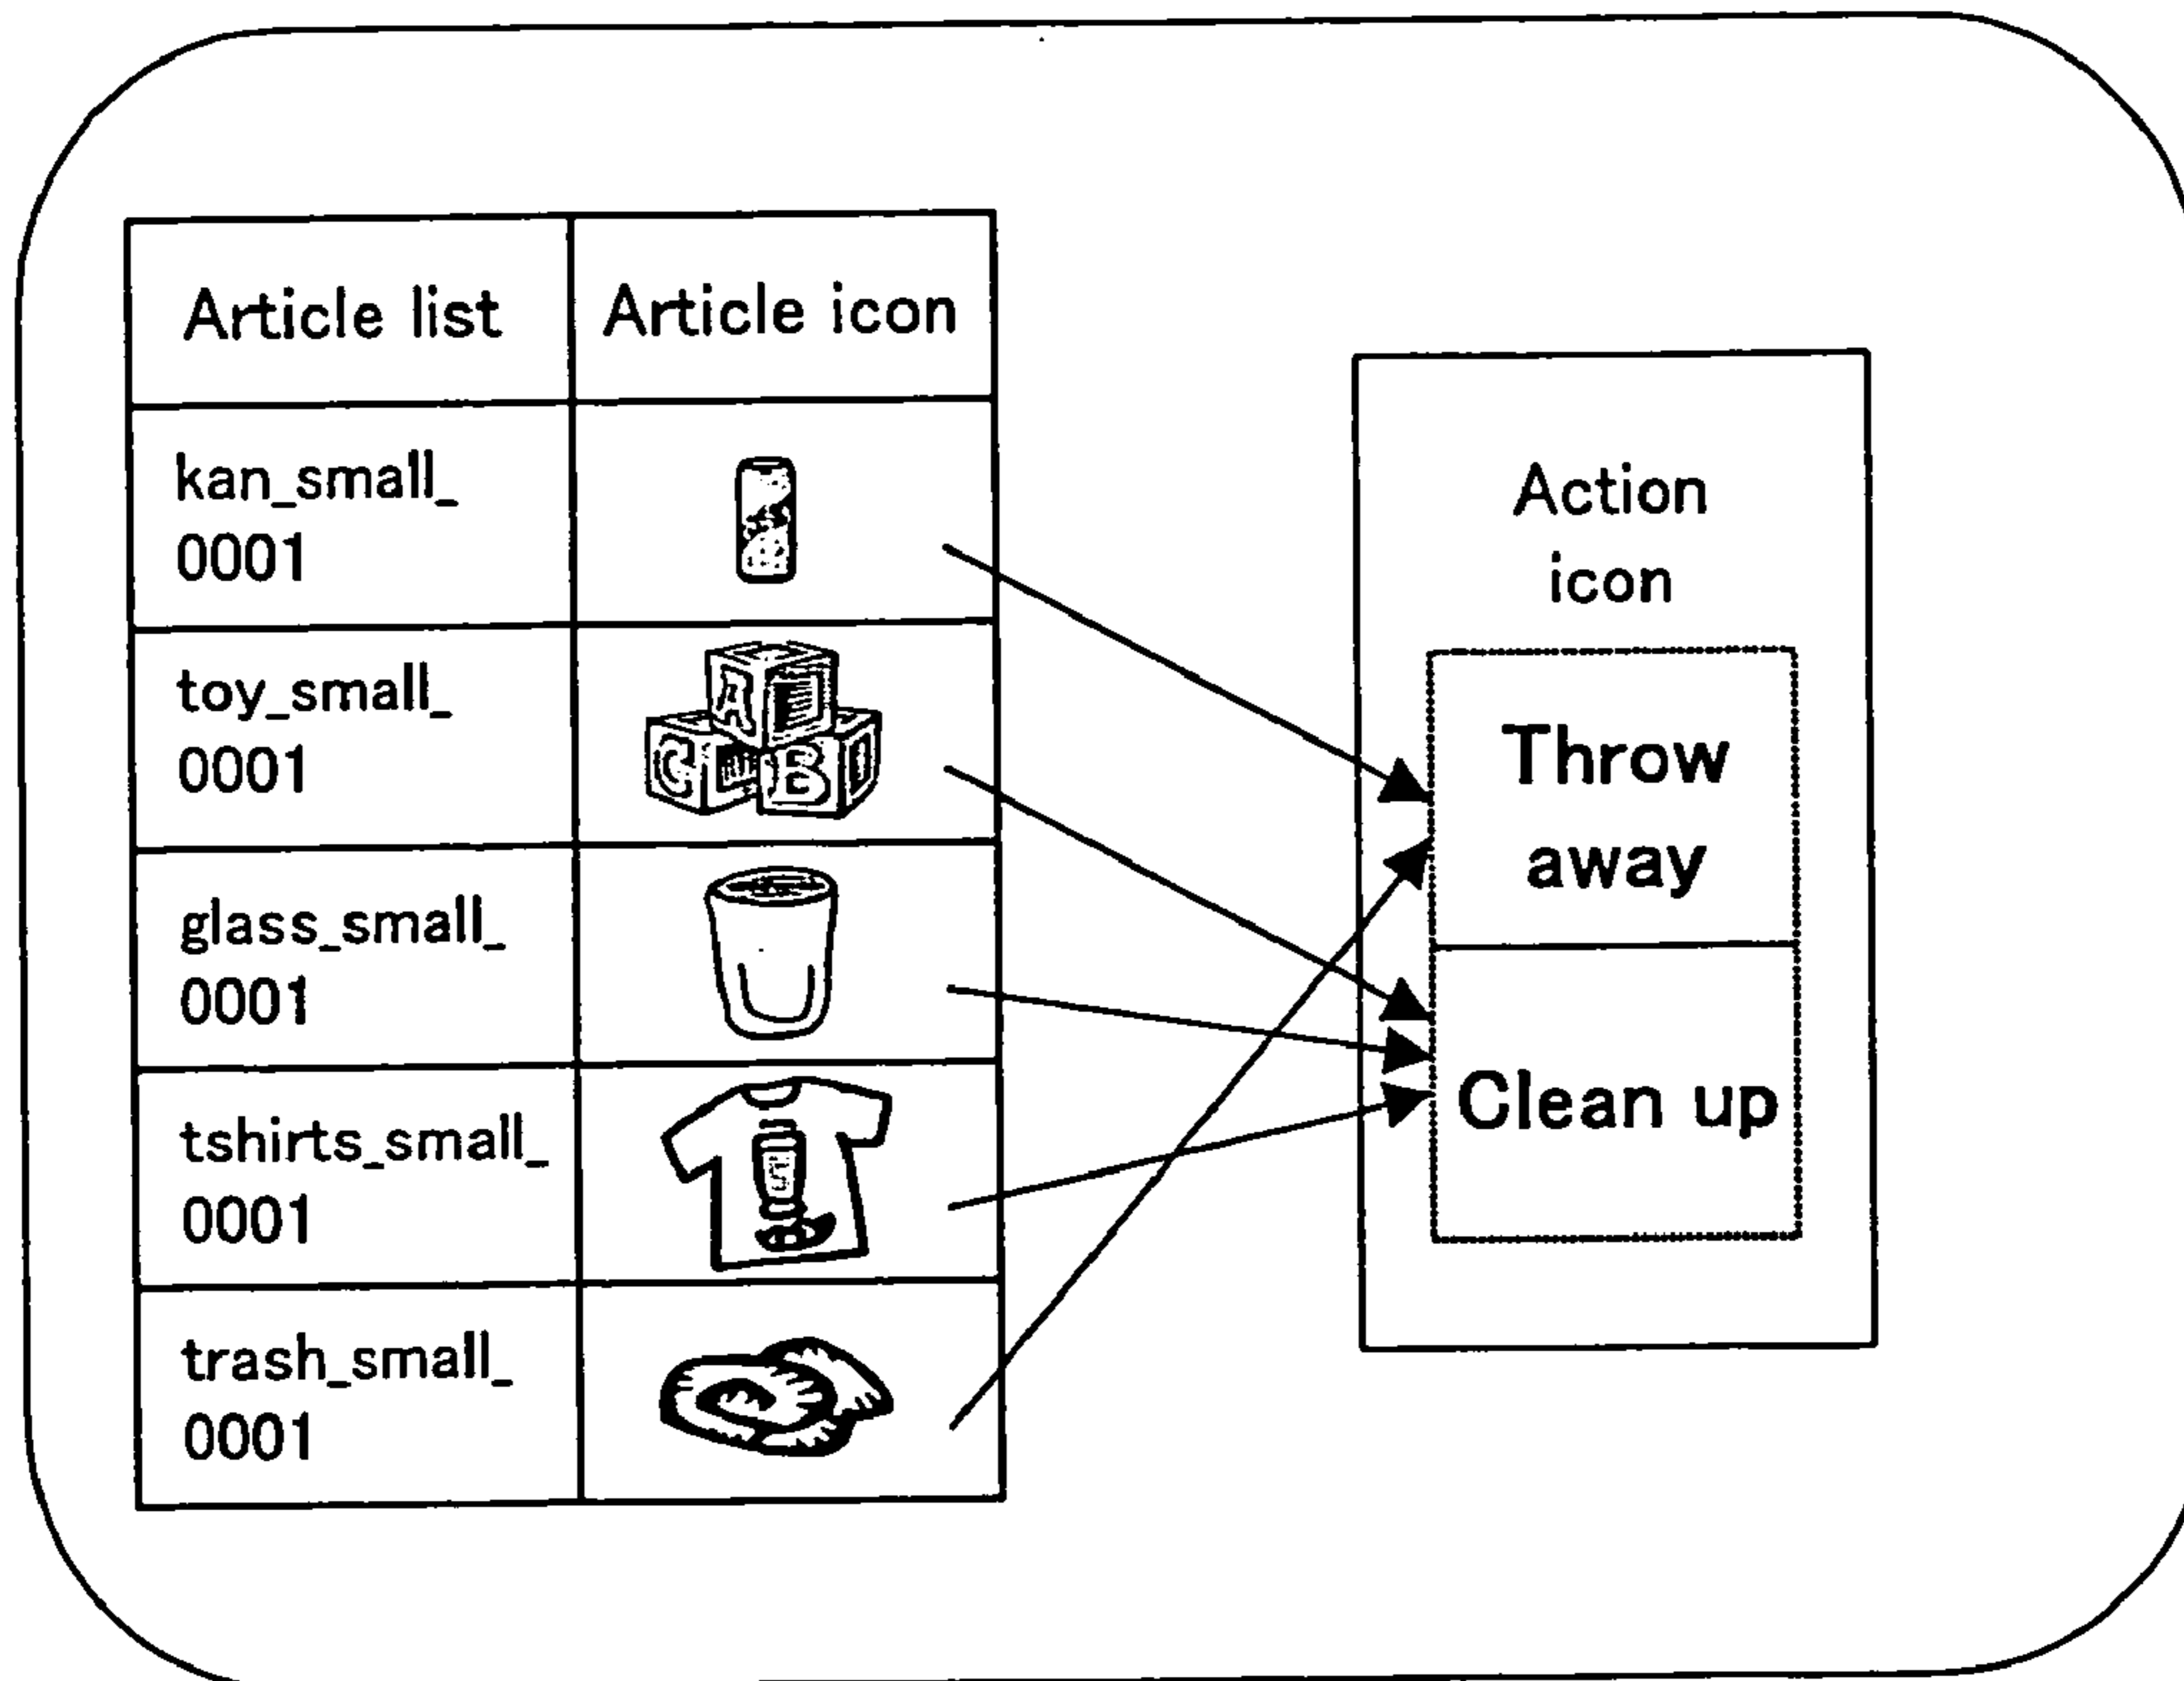 Article list
Article icon
kan_small_
0001
toy_small_
0001
A
C
B
glass_small_
0001
tshirts_small_
0001
trash_small_
0001
Action
icon
Throw
away
Clean up